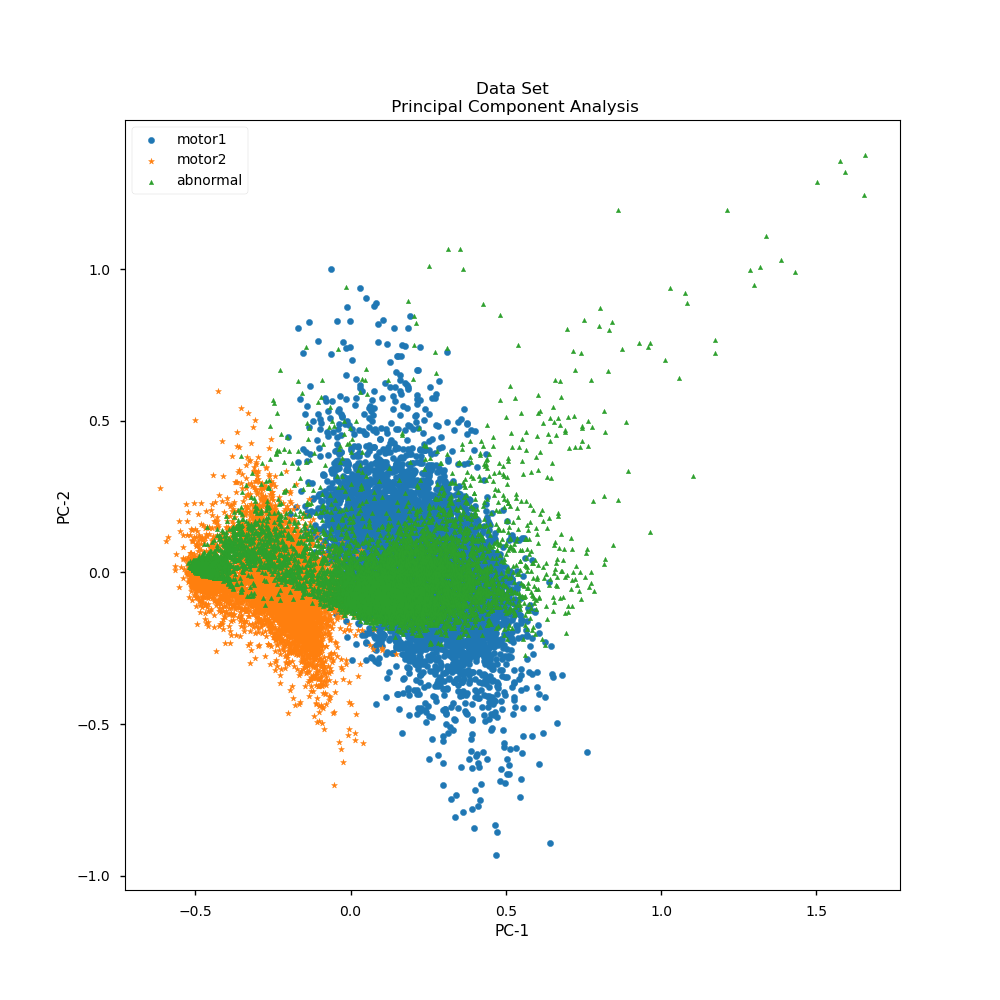 Data Set
Principal Component Analysis
motor1
motor2
abnormal
1.0
0.5
0.0
−0.5
−1.0
PC-2
−0.5
0.0
0.5
1.0
1.5
PC-1